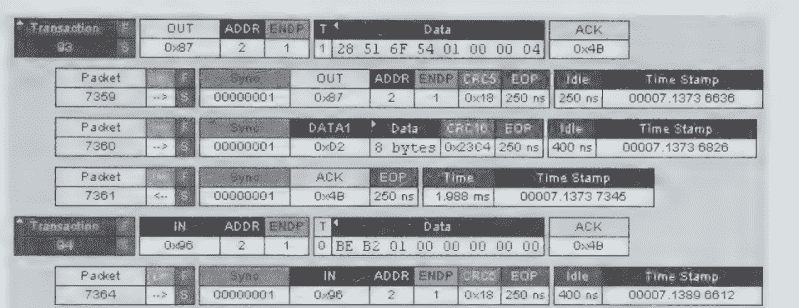 Transaction F OUT ADDR ENDP T Data ACK
93 S 0x87 2 1 1 28 51 6F 54 01 00 00 04 0x4B
Packet F Sync OUT ADDR ENDP CRC5 EOP Idle Time Stamp
7359 --> S 00000001 0x87 2 1 0x18 250 ns 250 ns 00007.1373 6636
Packet F Sync DATA1 Data CRC16 EOP Idle Time Stamp
7360 --> S 00000001 0xD2 8 bytes 0x23C4 250 ns 400 ns 00007.1373 6826
Packet F Sync ACK EOP Time Time Stamp
7361 <-- S 00000001 0x4B 250 ns 1.988 ms 00007.1373 7345
Transaction F IN ADDR ENDP T Data ACK
94 S 0x96 2 1 0 BE B2 01 00 00 00 00 00 0x4B
Packet F Sync IN ADDR ENDP CRC5 EOP Idle Time Stamp
7364 --> S 00000001 0x96 2 1 0x18 250 ns 400 ns 00007.1389 6612